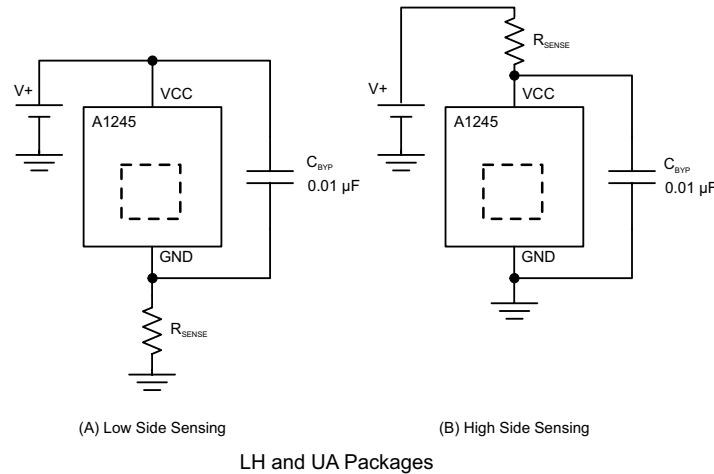 V+
VCC
A1245
C_BYP
0.01 µF
GND
R_SENSE
(A) Low Side Sensing
R_SENSE
V+
VCC
A1245
C_BYP
0.01 µF
GND
(B) High Side Sensing
LH and UA Packages